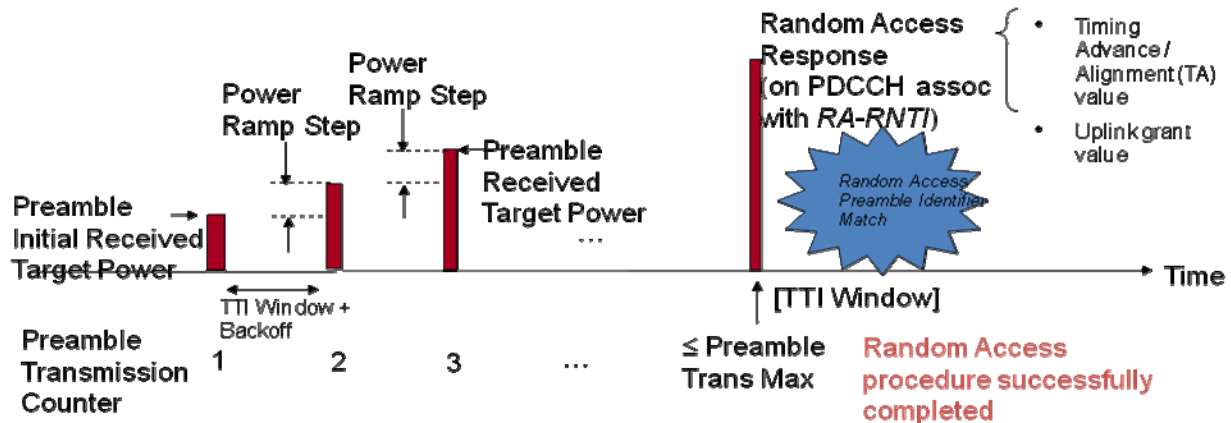 Power
Ramp Step
Power
Ramp Step
Preamble
Initial Received
Target Power
Preamble
Received
Target Power
...
Random Access
Response
(on PDCCH assoc
with RA-RNTI)
• Timing
Advance /
Alignment (TA)
value
• Uplink grant
value
Random Access
Preamble Identifier
Match
Time
TTI Window +
Backoff
[TTI Window]
Preamble
Transmission
Counter
1
2
3
...
≤ Preamble
Trans Max
Random Access
procedure successfully
completed